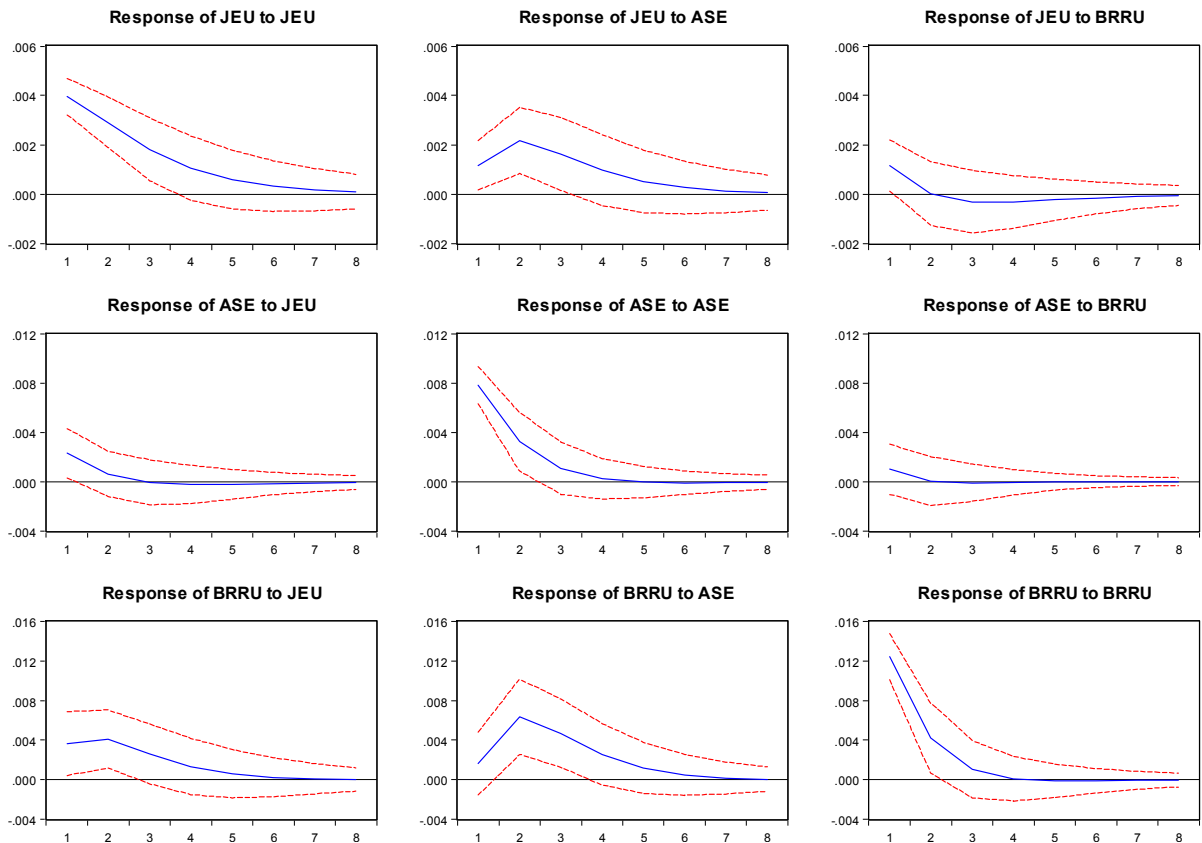 Response of JEU to JEU
Response of JEU to ASE
Response of JEU to BRRU
.006
.004
.002
.000
-.002
1 2 3 4 5 6 7 8
.006
.004
.002
.000
-.002
1 2 3 4 5 6 7 8
.006
.004
.002
.000
-.002
1 2 3 4 5 6 7 8
Response of ASE to JEU
Response of ASE to ASE
Response of ASE to BRRU
.012
.008
.004
.000
-.004
1 2 3 4 5 6 7 8
.012
.008
.004
.000
-.004
1 2 3 4 5 6 7 8
.012
.008
.004
.000
-.004
1 2 3 4 5 6 7 8
Response of BRRU to JEU
Response of BRRU to ASE
Response of BRRU to BRRU
.016
.012
.008
.004
.000
-.004
1 2 3 4 5 6 7 8
.016
.012
.008
.004
.000
-.004
1 2 3 4 5 6 7 8
.016
.012
.008
.004
.000
-.004
1 2 3 4 5 6 7 8